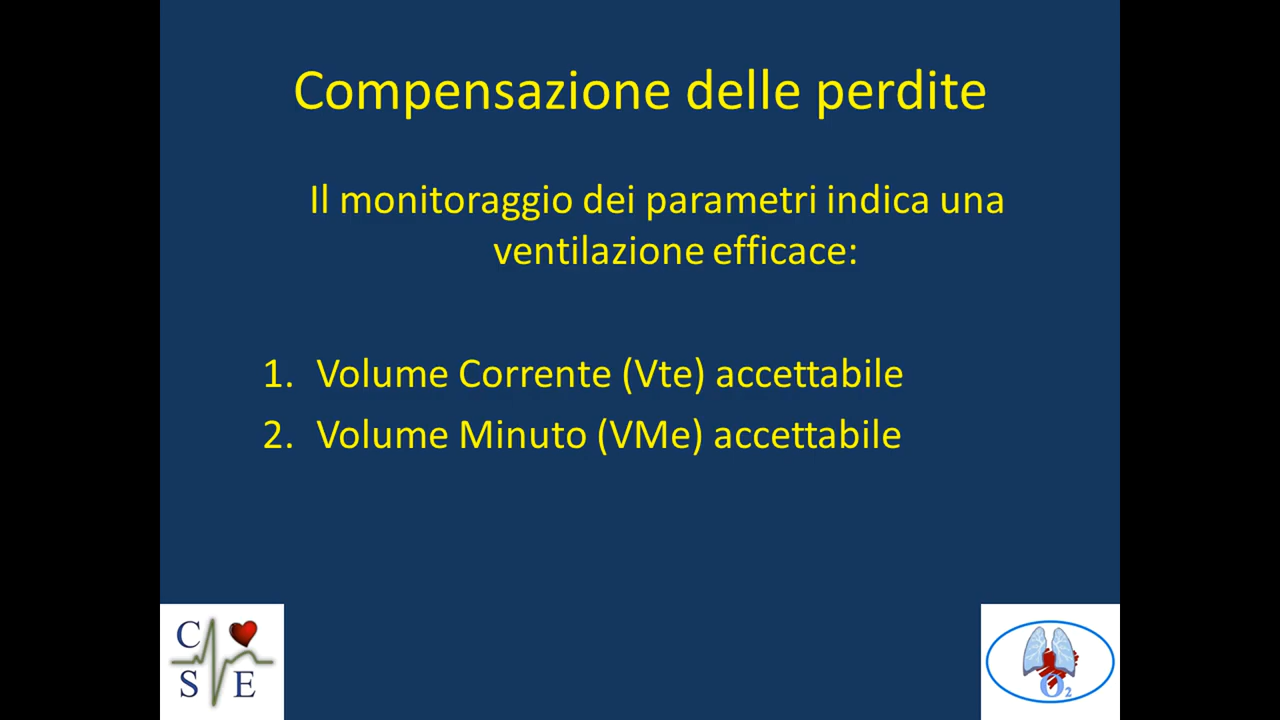 Compensazione delle perdite
Il monitoraggio dei parametri indica una
ventilazione efficace:
1. Volume Corrente (Vte) accettabile
2. Volume Minuto (VMe) accettabile
C
S E
O2